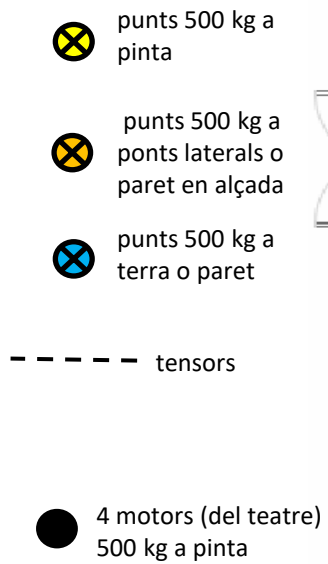 punts 500 kg a
pinta
punts 500 kg a
ponts laterals o
paret en alçada
punts 500 kg a
terra o paret
tensors
4 motors (del teatre)
500 kg a pinta